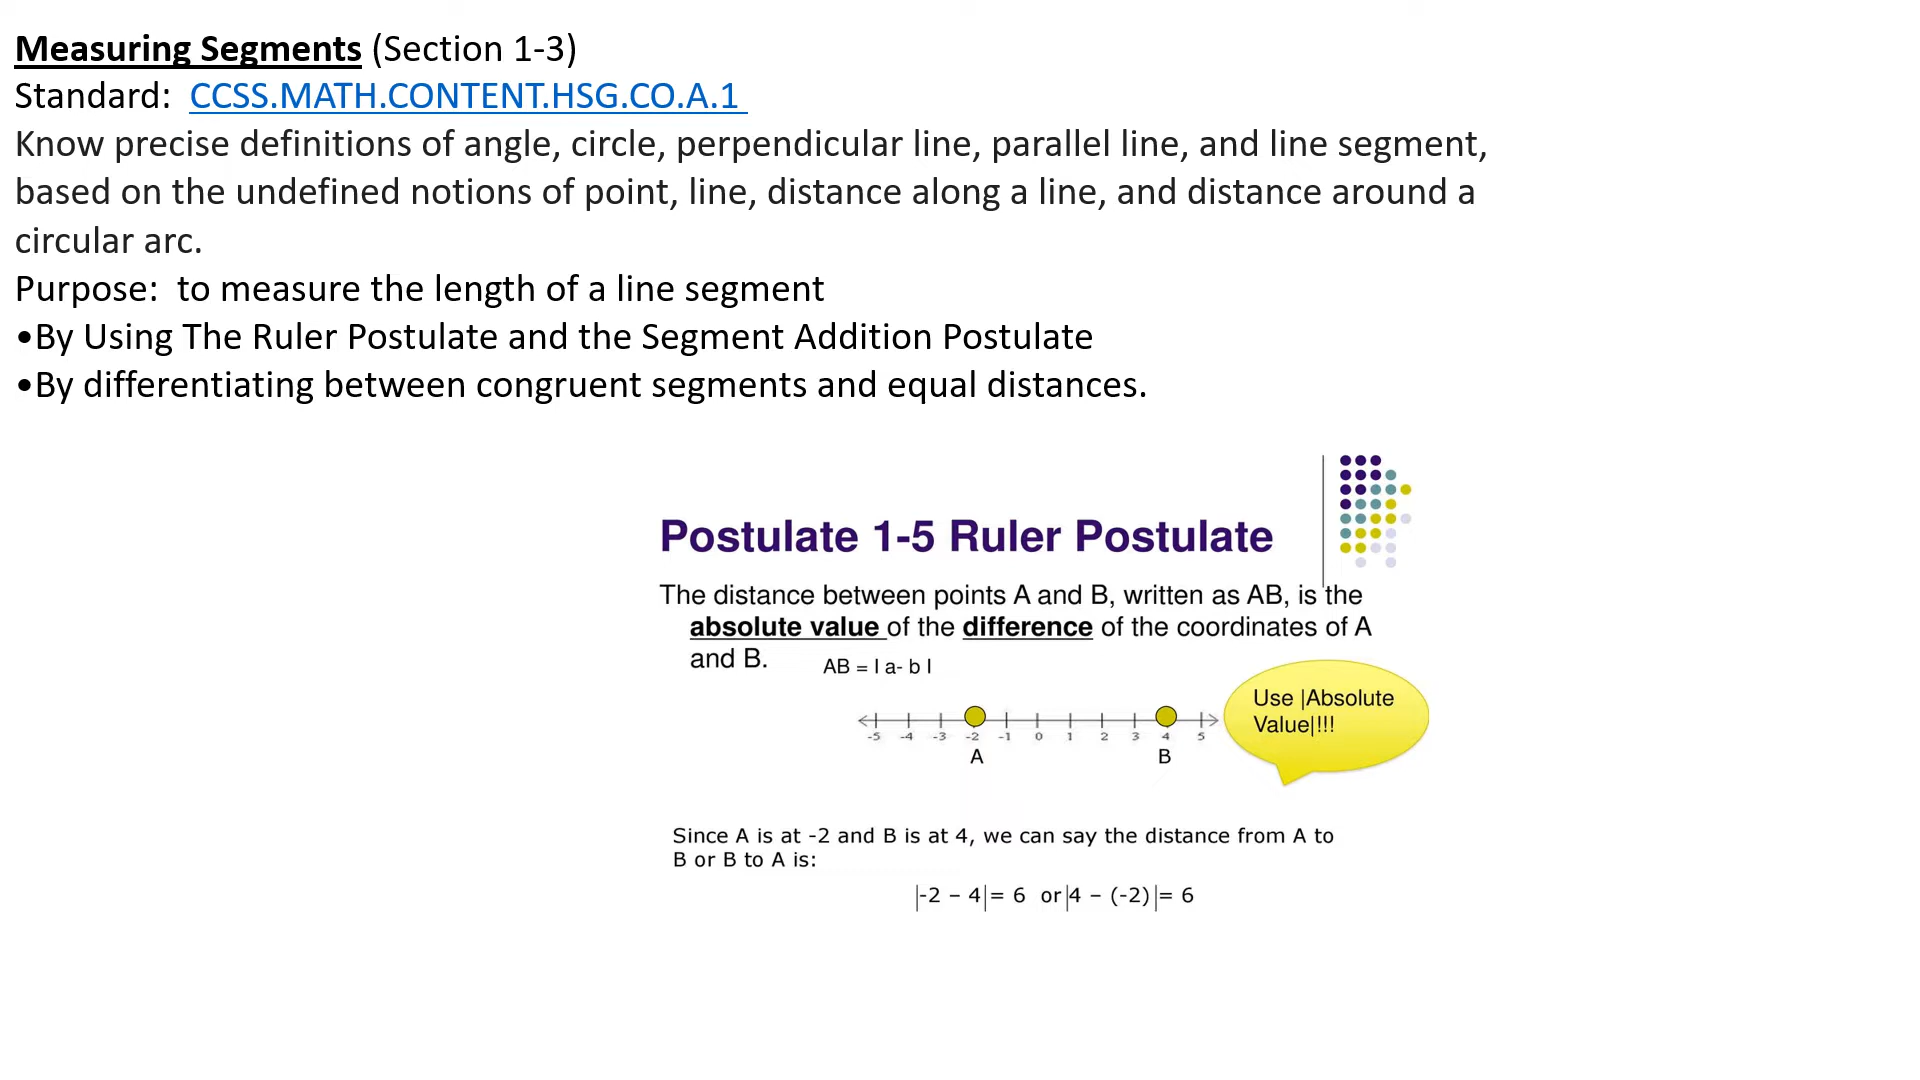 Measuring Segments (Section 1-3)
Standard:  CCSS.MATH.CONTENT.HSG.CO.A.1
Know precise definitions of angle, circle, perpendicular line, parallel line, and line segment,
based on the undefined notions of point, line, distance along a line, and distance around a
circular arc.
Purpose:  to measure the length of a line segment
•By Using The Ruler Postulate and the Segment Addition Postulate
•By differentiating between congruent segments and equal distances.
Postulate 1-5 Ruler Postulate
The distance between points A and B, written as AB, is the
absolute value of the difference of the coordinates of A
and B.
AB = l a- b l
Use |Absolute
Value|!!!
-5 -4 -3 -2 -1 0 1 2 3 4 5
A B
Since A is at -2 and B is at 4, we can say the distance from A to
B or B to A is:
|-2 – 4|= 6 or|4 – (-2)|= 6